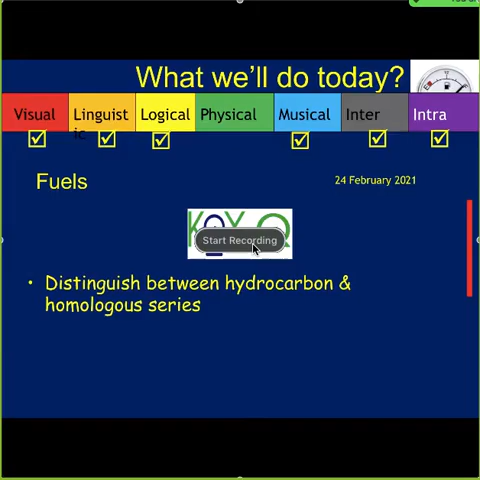 What we'll do today?
Visual Linguistic Logical Physical Musical Inter Intra
Fuels
24 February 2021
Start Recording
• Distinguish between hydrocarbon &
homologous series